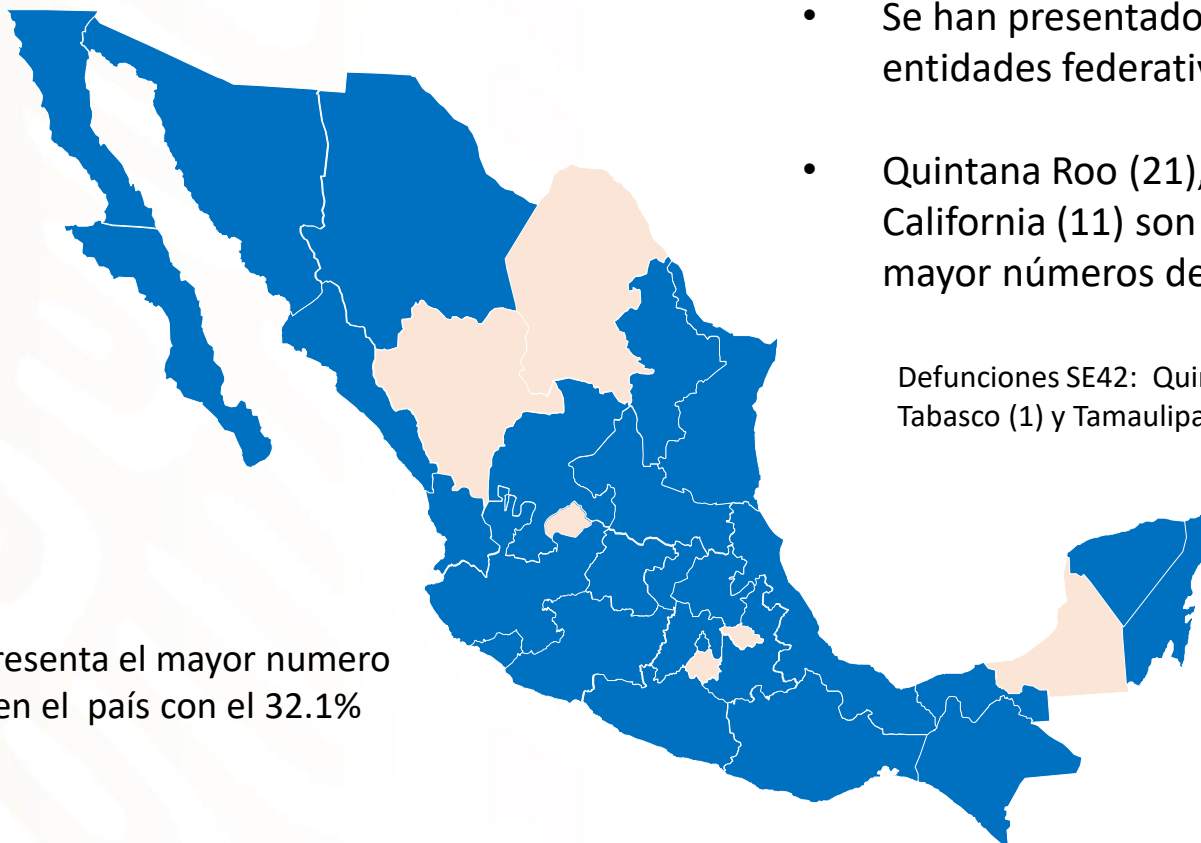 • Se han presentado
entidades federati
• Quintana Roo (21),
California (11) son
mayor números de
Defunciones SE42: Qui
Tabasco (1) y Tamaulipa
resenta el mayor numero
en el país con el 32.1%